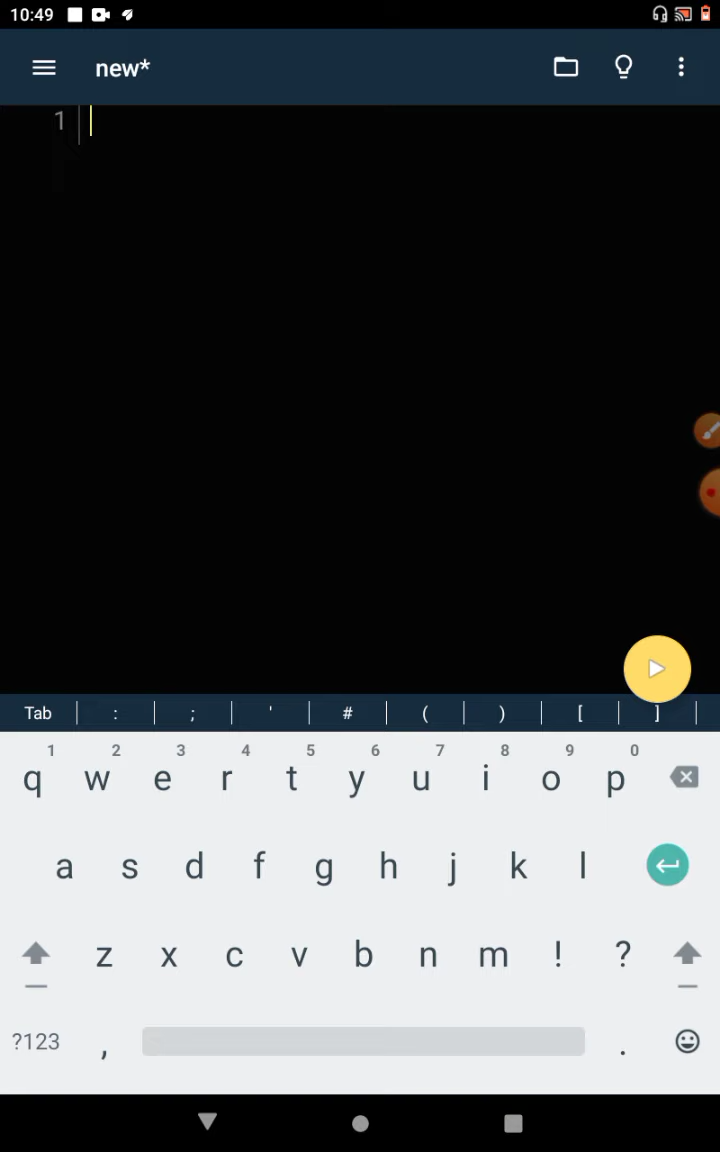 10:49
new*
1
Tab : ; ' # ( ) [ ]
1 2 3 4 5 6 7 8 9 0
q w e r t y u i o p
a s d f g h j k l
z x c v b n m ! ?
?123 , .